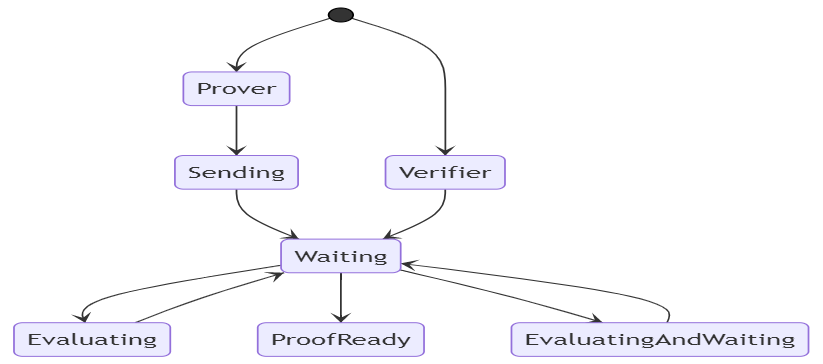 Prover
Sending
Verifier
Waiting
Evaluating
ProofReady
EvaluatingAndWaiting